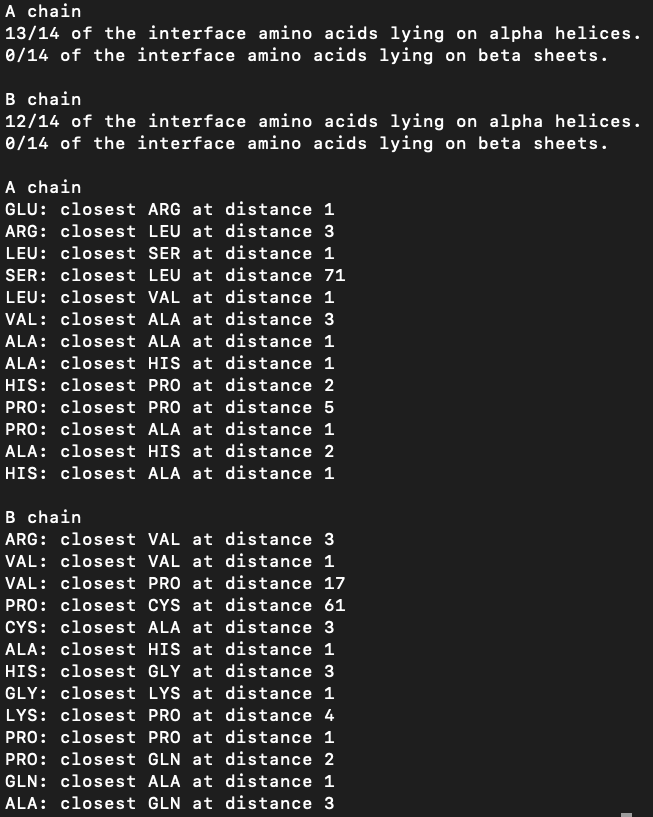 A chain
13/14 of the interface amino acids lying on alpha helices.
0/14 of the interface amino acids lying on beta sheets.
B chain
12/14 of the interface amino acids lying on alpha helices.
0/14 of the interface amino acids lying on beta sheets.
A chain
GLU: closest ARG at distance 1
ARG: closest LEU at distance 3
LEU: closest SER at distance 1
SER: closest LEU at distance 71
LEU: closest VAL at distance 1
VAL: closest ALA at distance 3
ALA: closest ALA at distance 1
ALA: closest HIS at distance 1
HIS: closest PRO at distance 2
PRO: closest PRO at distance 5
PRO: closest ALA at distance 1
ALA: closest HIS at distance 2
HIS: closest ALA at distance 1
B chain
ARG: closest VAL at distance 3
VAL: closest VAL at distance 1
VAL: closest PRO at distance 17
PRO: closest CYS at distance 61
CYS: closest ALA at distance 3
ALA: closest HIS at distance 1
HIS: closest GLY at distance 3
GLY: closest LYS at distance 1
LYS: closest PRO at distance 4
PRO: closest PRO at distance 1
PRO: closest GLN at distance 2
GLN: closest ALA at distance 1
ALA: closest GLN at distance 3